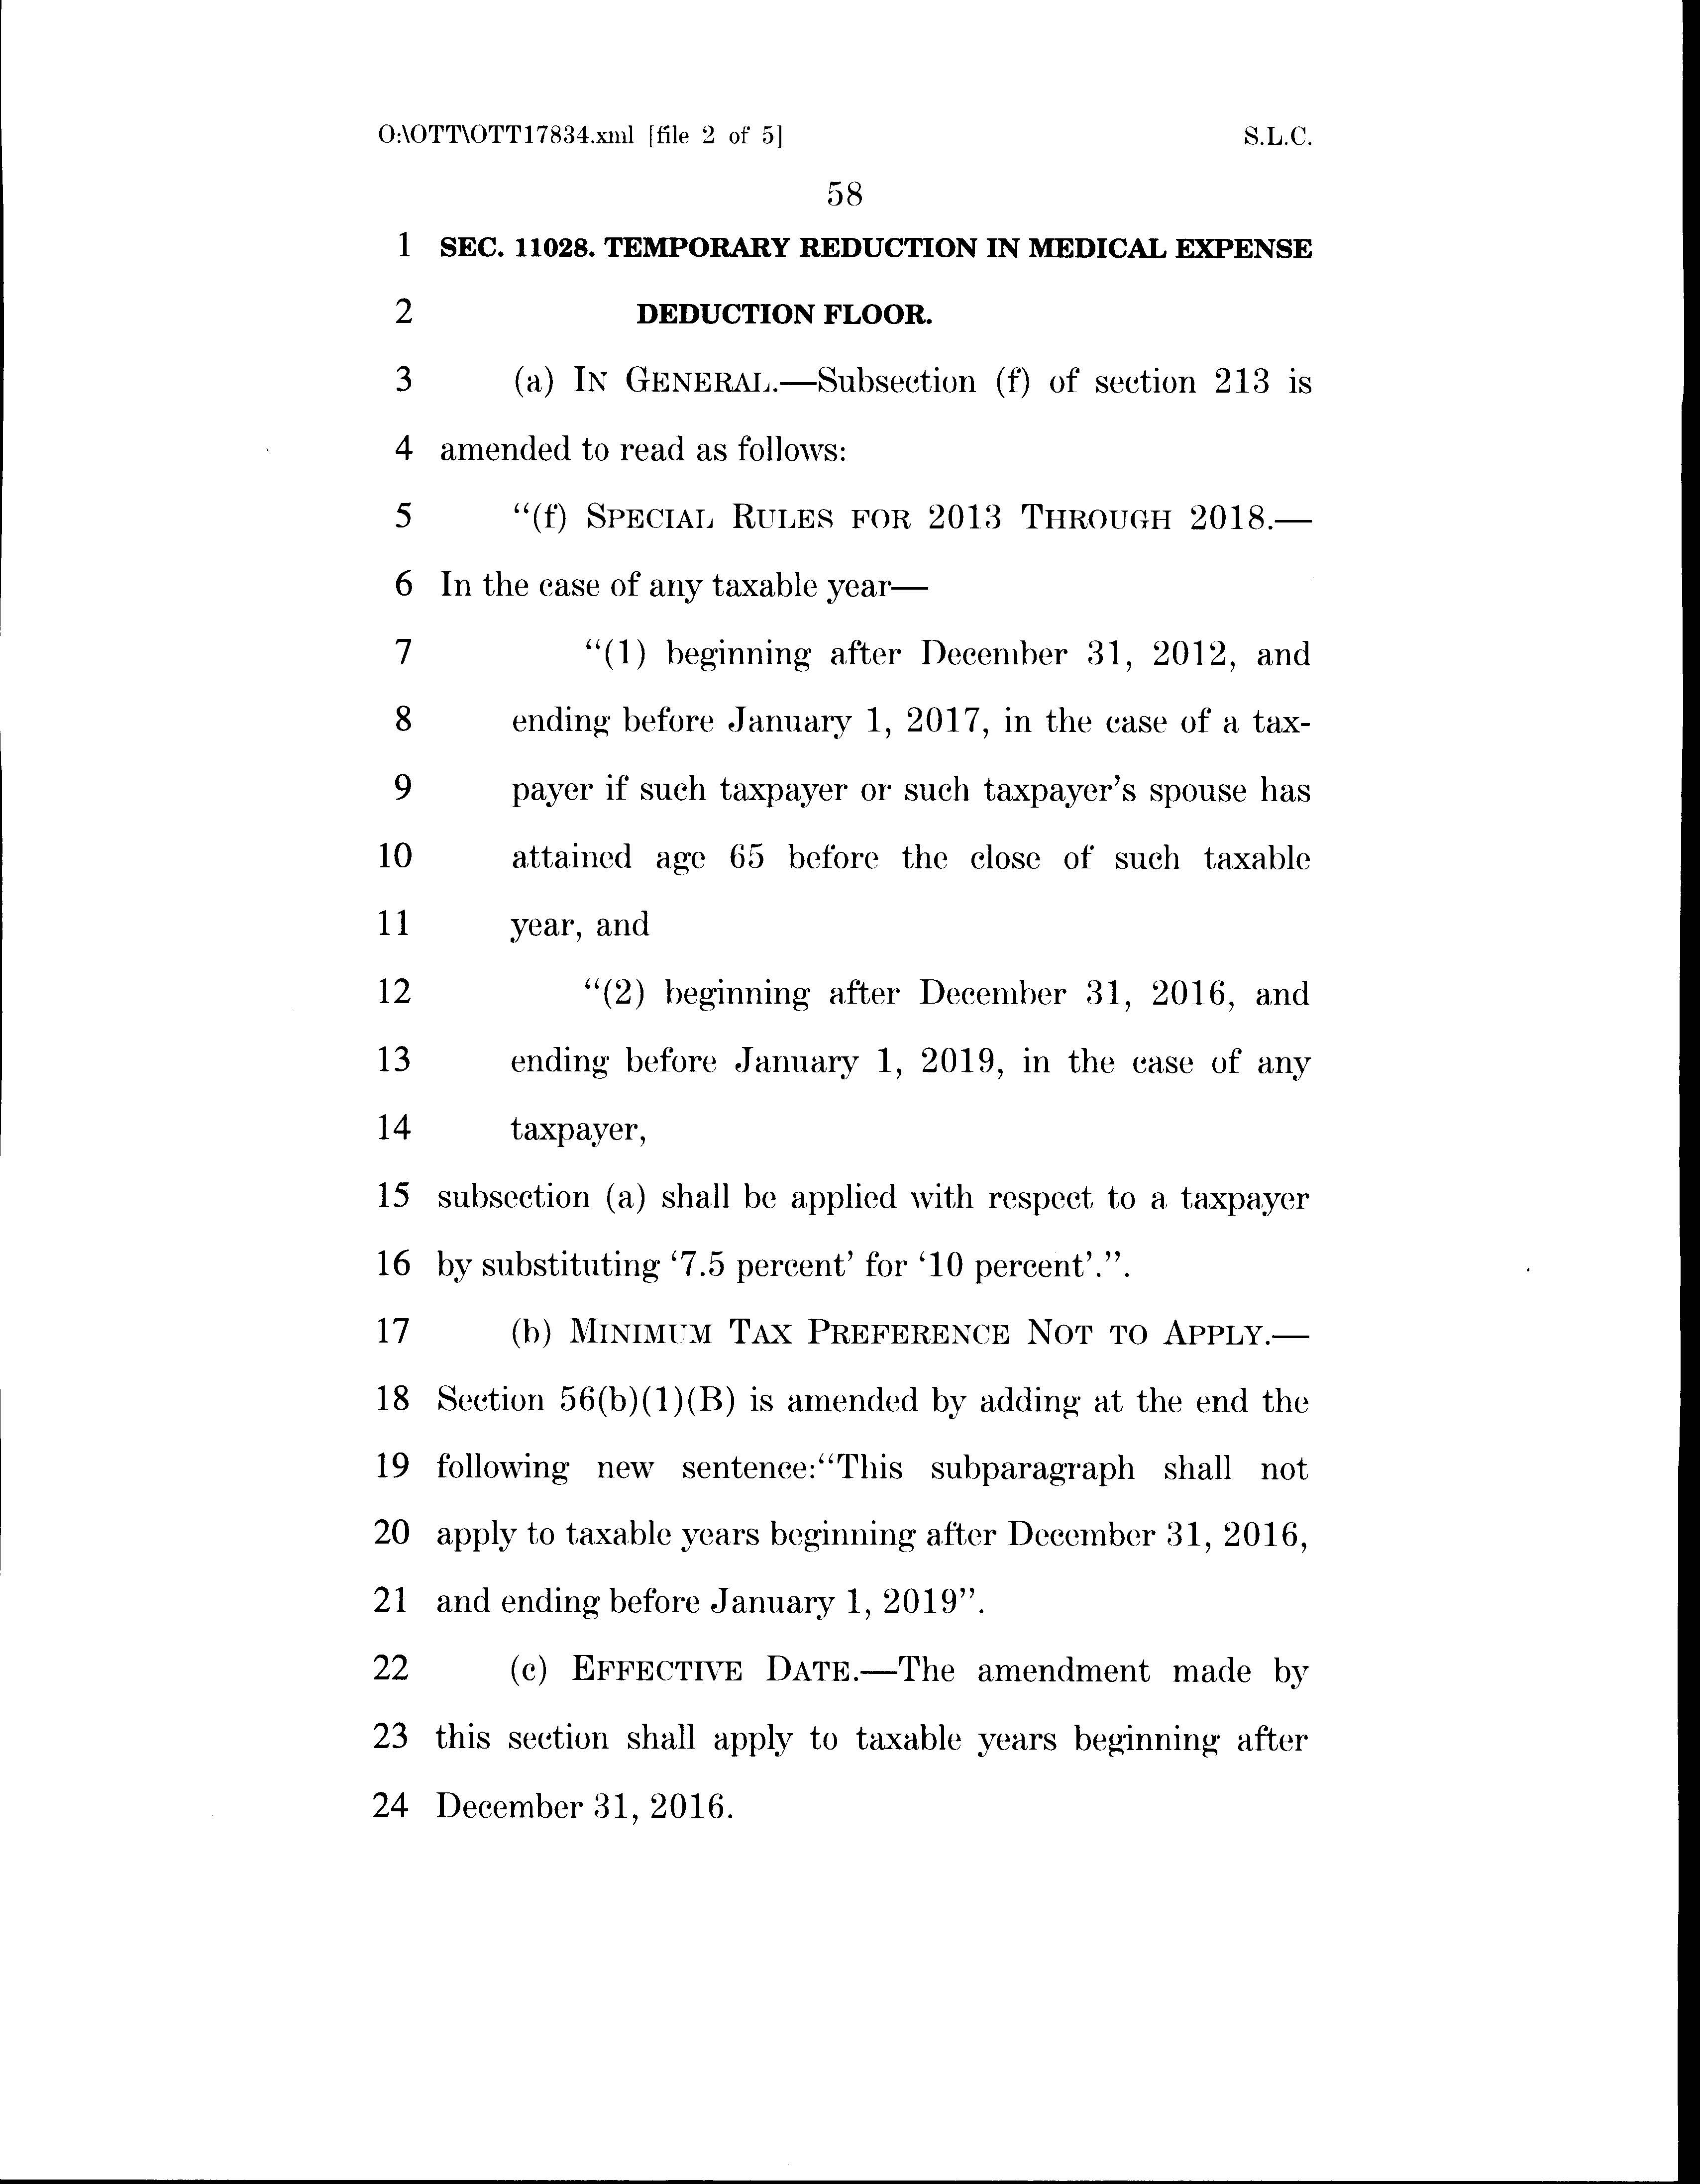 O:\OTT\OTT17834.xml [file 2 of 5] S.L.C.
58
1 SEC. 11028. TEMPORARY REDUCTION IN MEDICAL EXPENSE
2 DEDUCTION FLOOR.
3 (a) IN GENERAL.—Subsection (f) of section 213 is
4 amended to read as follows:
5 “(f) SPECIAL RULES FOR 2013 THROUGH 2018.—
6 In the case of any taxable year—
7 “(1) beginning after December 31, 2012, and
8 ending before January 1, 2017, in the case of a tax-
9 payer if such taxpayer or such taxpayer’s spouse has
10 attained age 65 before the close of such taxable
11 year, and
12 “(2) beginning after December 31, 2016, and
13 ending before January 1, 2019, in the case of any
14 taxpayer,
15 subsection (a) shall be applied with respect to a taxpayer
16 by substituting ‘7.5 percent’ for ‘10 percent’.”.
17 (b) MINIMUM TAX PREFERENCE NOT TO APPLY.—
18 Section 56(b)(1)(B) is amended by adding at the end the
19 following new sentence:“This subparagraph shall not
20 apply to taxable years beginning after December 31, 2016,
21 and ending before January 1, 2019”.
22 (c) EFFECTIVE DATE.—The amendment made by
23 this section shall apply to taxable years beginning after
24 December 31, 2016.